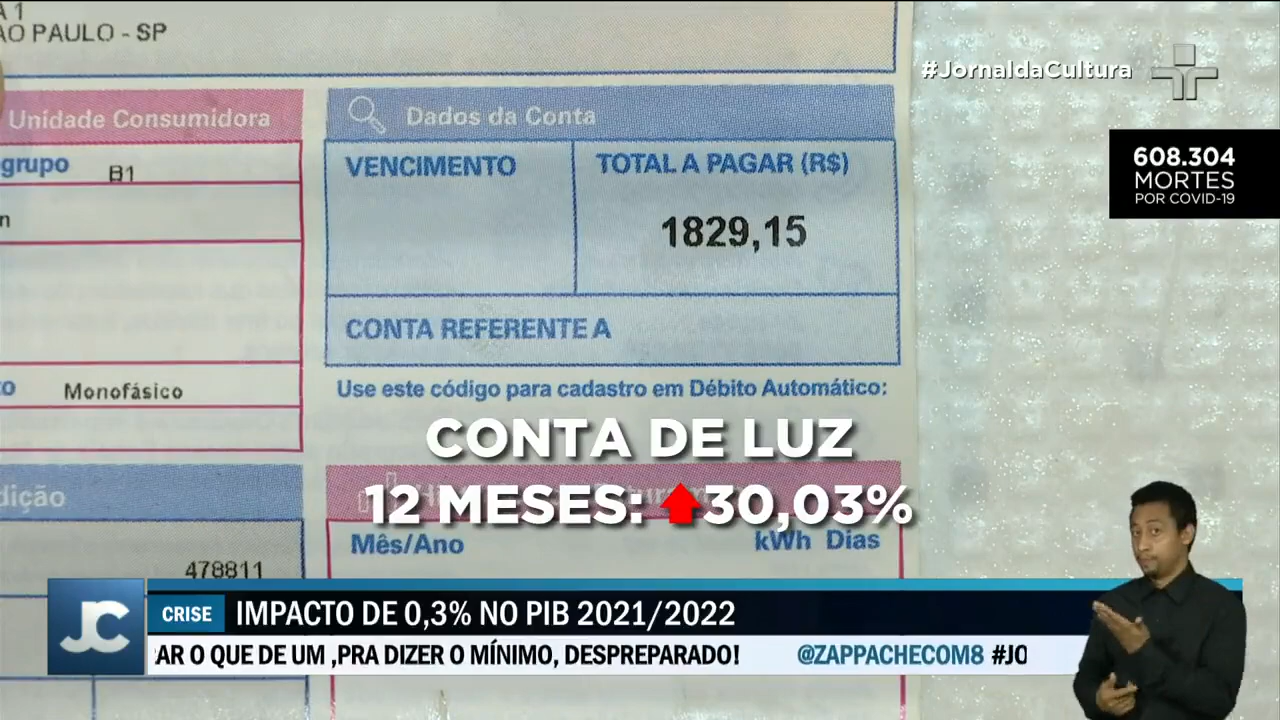 A 1
ÃO PAULO - SP
#JornaldaCultura
608.304
MORTES
POR COVID-19
Unidade Consumidora
grupo B1
n
Monofásico
dição
478811
Dados da Conta
VENCIMENTO
TOTAL A PAGAR (R$)
1829,15
CONTA REFERENTE A
Use este código para cadastro em Débito Automático:
CONTA DE LUZ
12 MESES: 30,03%
Mês/Ano kWh Dias
JC
CRISE
IMPACTO DE 0,3% NO PIB 2021/2022
AR O QUE DE UM ,PRA DIZER O MÍNIMO, DESPREPARADO! @ZAPPACHECOM8 #JO